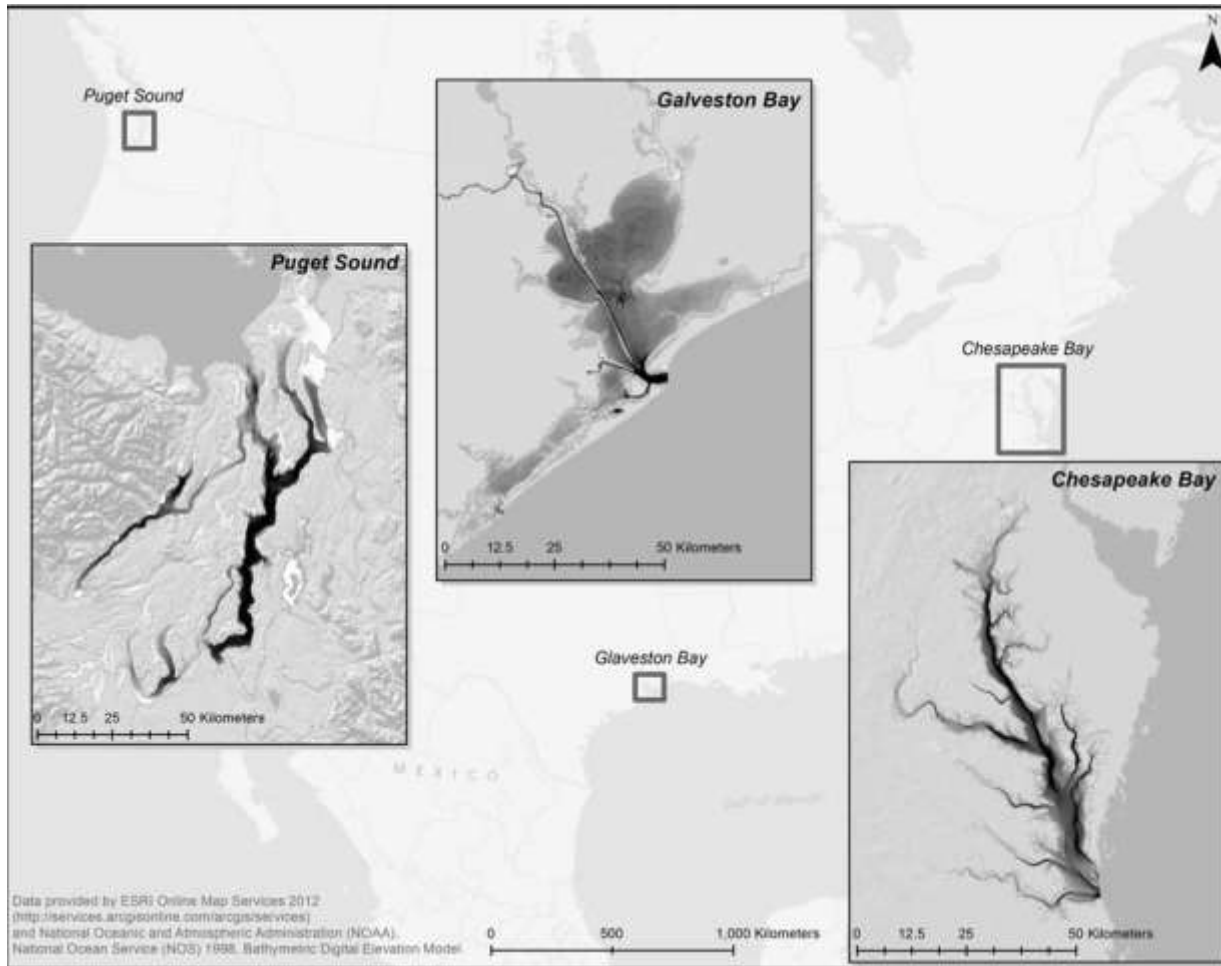 N
Puget Sound
Galveston Bay
Puget Sound
Chesapeake Bay
Chesapeake Bay
0 12.5 25 50 Kilometers
Glaveston Bay
0 12.5 25 50 Kilometers
MEXICO
Gulf of Mexico
Data provided by ESRI Online Map Services 2012
(http://services.arcgisonline.com/arcgis/services)
and National Oceanic and Atmospheric Administration (NOAA),
National Ocean Service (NOS) 1998. Bathymetric Digital Elevation Model.
0 500 1,000 Kilometers
0 12.5 25 50 Kilometers